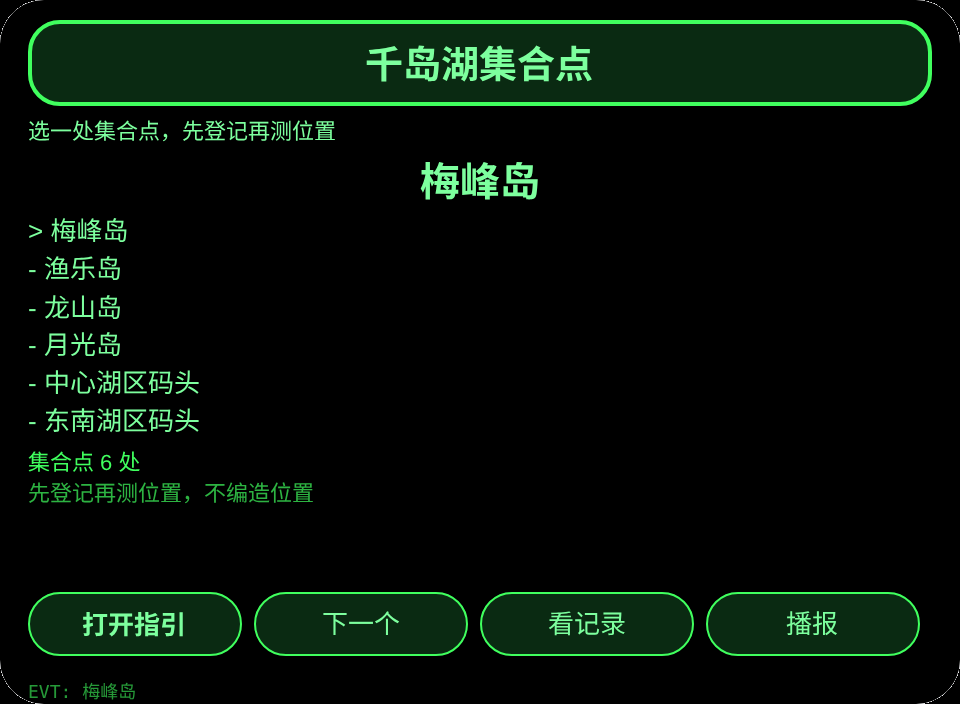 千岛湖集合点
选一处集合点，先登记再测位置
梅峰岛
> 梅峰岛
- 渔乐岛
- 龙山岛
- 月光岛
- 中心湖区码头
- 东南湖区码头
集合点 6 处
先登记再测位置，不编造位置
打开指引
下一个
看记录
播报
EVT: 梅峰岛